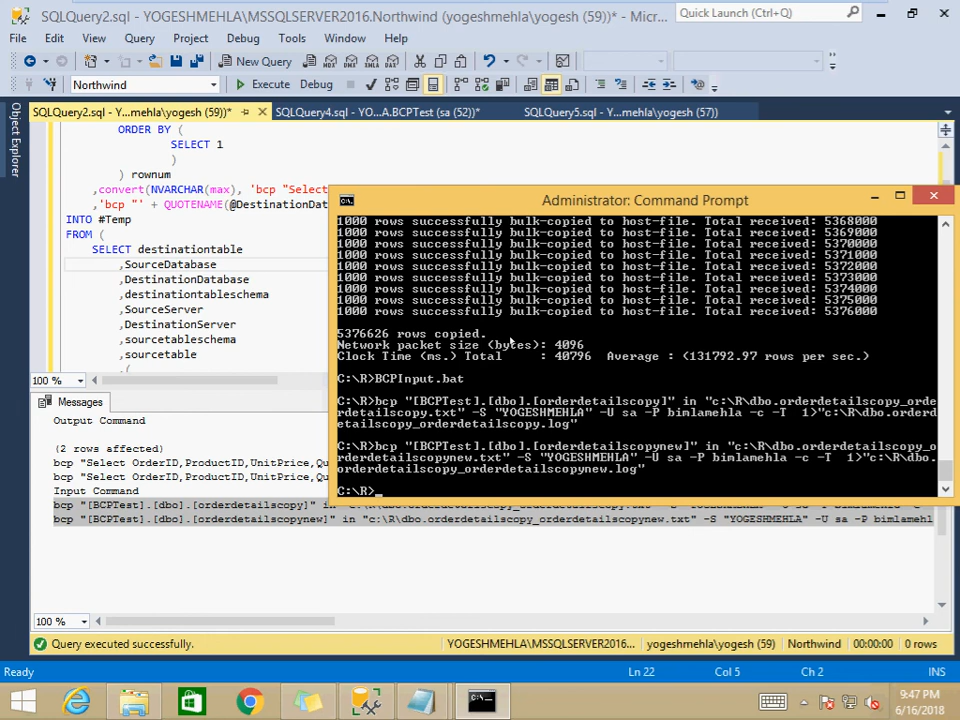 SQLQuery2.sql - YOGESHMEHLA\MSSQLSERVER2016.Northwind (yogeshmehla\yogesh (59))* - Micr...
Quick Launch (Ctrl+Q)
File Edit View Query Project Debug Tools Window Help
New Query
Northwind Execute Debug
SQLQuery2.sql - Y...mehla\yogesh (59))* SQLQuery4.sql - YO...A.BCPTest (sa (52))* SQLQuery5.sql - Y...mehla\yogesh (57))
Object Explorer
ORDER BY (
SELECT 1
)
) rownum
,convert(NVARCHAR(max), 'bcp "Selec
,'bcp "' + QUOTENAME(@DestinationDat
INTO #Temp
FROM (
SELECT destinationtable
,SourceDatabase
,DestinationDatabase
,destinationtableschema
,SourceServer
,DestinationServer
,sourcetableschema
,sourcetable
,(
100 %
Messages
Output Command
(2 rows affected)
bcp "Select OrderID,ProductID,UnitPrice,Qu
bcp "Select OrderID,ProductID,UnitPrice,Qu
Input Command
bcp "[BCPTest].[dbo].[orderdetailscopy]" in
bcp "[BCPTest].[dbo].[orderdetailscopynew]" in "c:\R\dbo.orderdetailscopy_orderdetailscopynew.txt" -S "YOGESHMEHLA" -U sa -P bimlamehl
100 %
Administrator: Command Prompt
1000 rows successfully bulk-copied to host-file. Total received: 5368000
1000 rows successfully bulk-copied to host-file. Total received: 5369000
1000 rows successfully bulk-copied to host-file. Total received: 5370000
1000 rows successfully bulk-copied to host-file. Total received: 5371000
1000 rows successfully bulk-copied to host-file. Total received: 5372000
1000 rows successfully bulk-copied to host-file. Total received: 5373000
1000 rows successfully bulk-copied to host-file. Total received: 5374000
1000 rows successfully bulk-copied to host-file. Total received: 5375000
1000 rows successfully bulk-copied to host-file. Total received: 5376000
5376626 rows copied.
Network packet size (bytes): 4096
Clock Time (ms.) Total : 40796 Average : (131792.97 rows per sec.)
C:\R>BCPInput.bat
C:\R>bcp "[BCPTest].[dbo].[orderdetailscopy]" in "c:\R\dbo.orderdetailscopy_orde
rdetailscopy.txt" -S "YOGESHMEHLA" -U sa -P bimlamehla -c -T 1>"c:\R\dbo.orderd
etailscopy_orderdetailscopy.log"
C:\R>bcp "[BCPTest].[dbo].[orderdetailscopynew]" in "c:\R\dbo.orderdetailscopy_o
rderdetailscopynew.txt" -S "YOGESHMEHLA" -U sa -P bimlamehla -c -T 1>"c:\R\dbo.
orderdetailscopy_orderdetailscopynew.log"
C:\R>_
Query executed successfully. YOGESHMEHLA\MSSQLSERVER2016... yogeshmehla\yogesh (59) Northwind 00:00:00 0 rows
Ready Ln 22 Col 5 Ch 2 INS
9:47 PM
6/16/2018